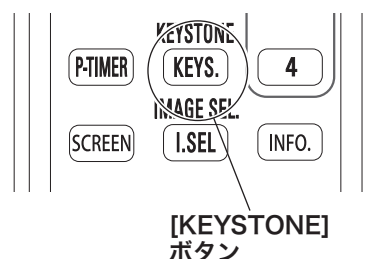 KEYSTONE
P-TIMER KEYS. 4
IMAGE SEL.
SCREEN I.SEL INFO.
[KEYSTONE]
ボタン